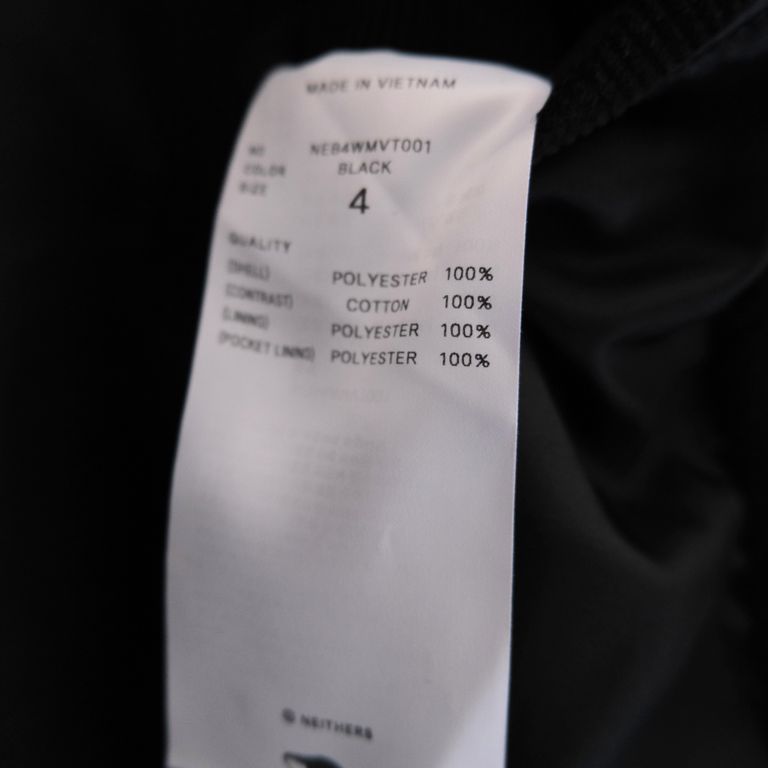 MADE IN VIETNAM
NO NEB4WMVT001
COLOR BLACK
SIZE 4
QUALITY
(SHELL) POLYESTER 100%
(CONTRAST) COTTON 100%
(LINING) POLYESTER 100%
(POCKET LINING) POLYESTER 100%
© NEITHERS